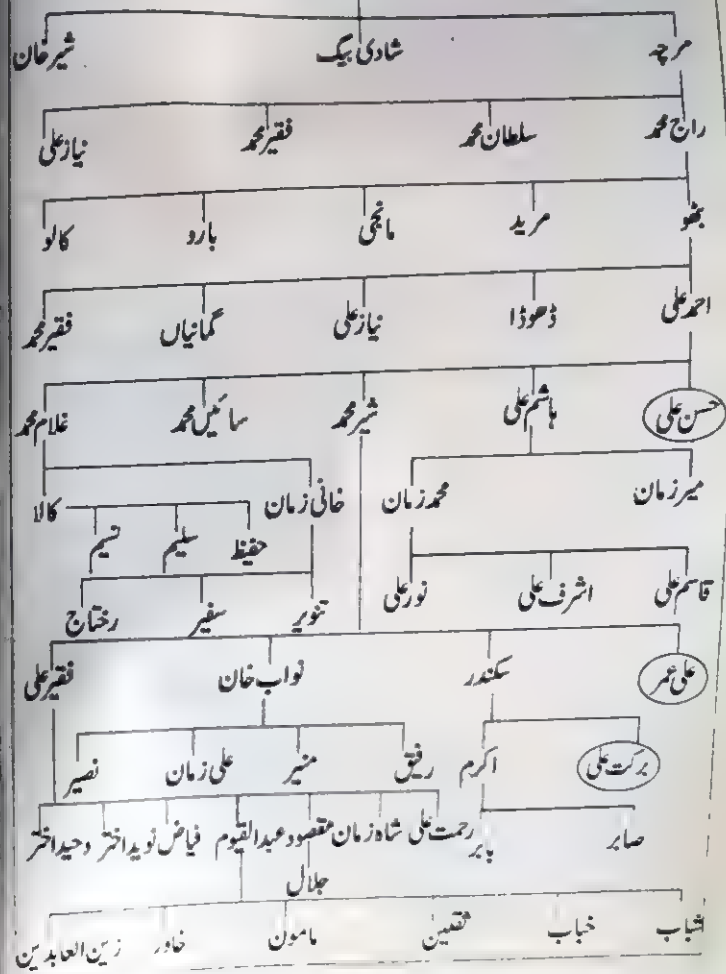 مرچہ شادی بیگ شیر خان
راج محمد سلطان محمد فقیر محمد نیاز علی
بھو مرید مانجی بارو کالو
احمد علی ڈھوڈا نیاز علی گمانیاں فقیر محمد
حسن علی ہاشم علی شیر محمد سائیں محمد غلام محمد
میر زمان محمد زمان خانی زمان کالا
حفیظ سلیم نسیم
قاسم علی اشرف علی نور علی تنویر سفیر رختاج
علی عمر سکندر نواب خان فقیر علی
برکت علی اکرم رفیق منیر علی زمان نصیر
صابر بابر رحمت علی شاہ زمان مقصود عبدالقیوم فیاض نوید اختر وحید اختر
جلال
اشباب خباب ثقلین مامون خاور زین العابدین